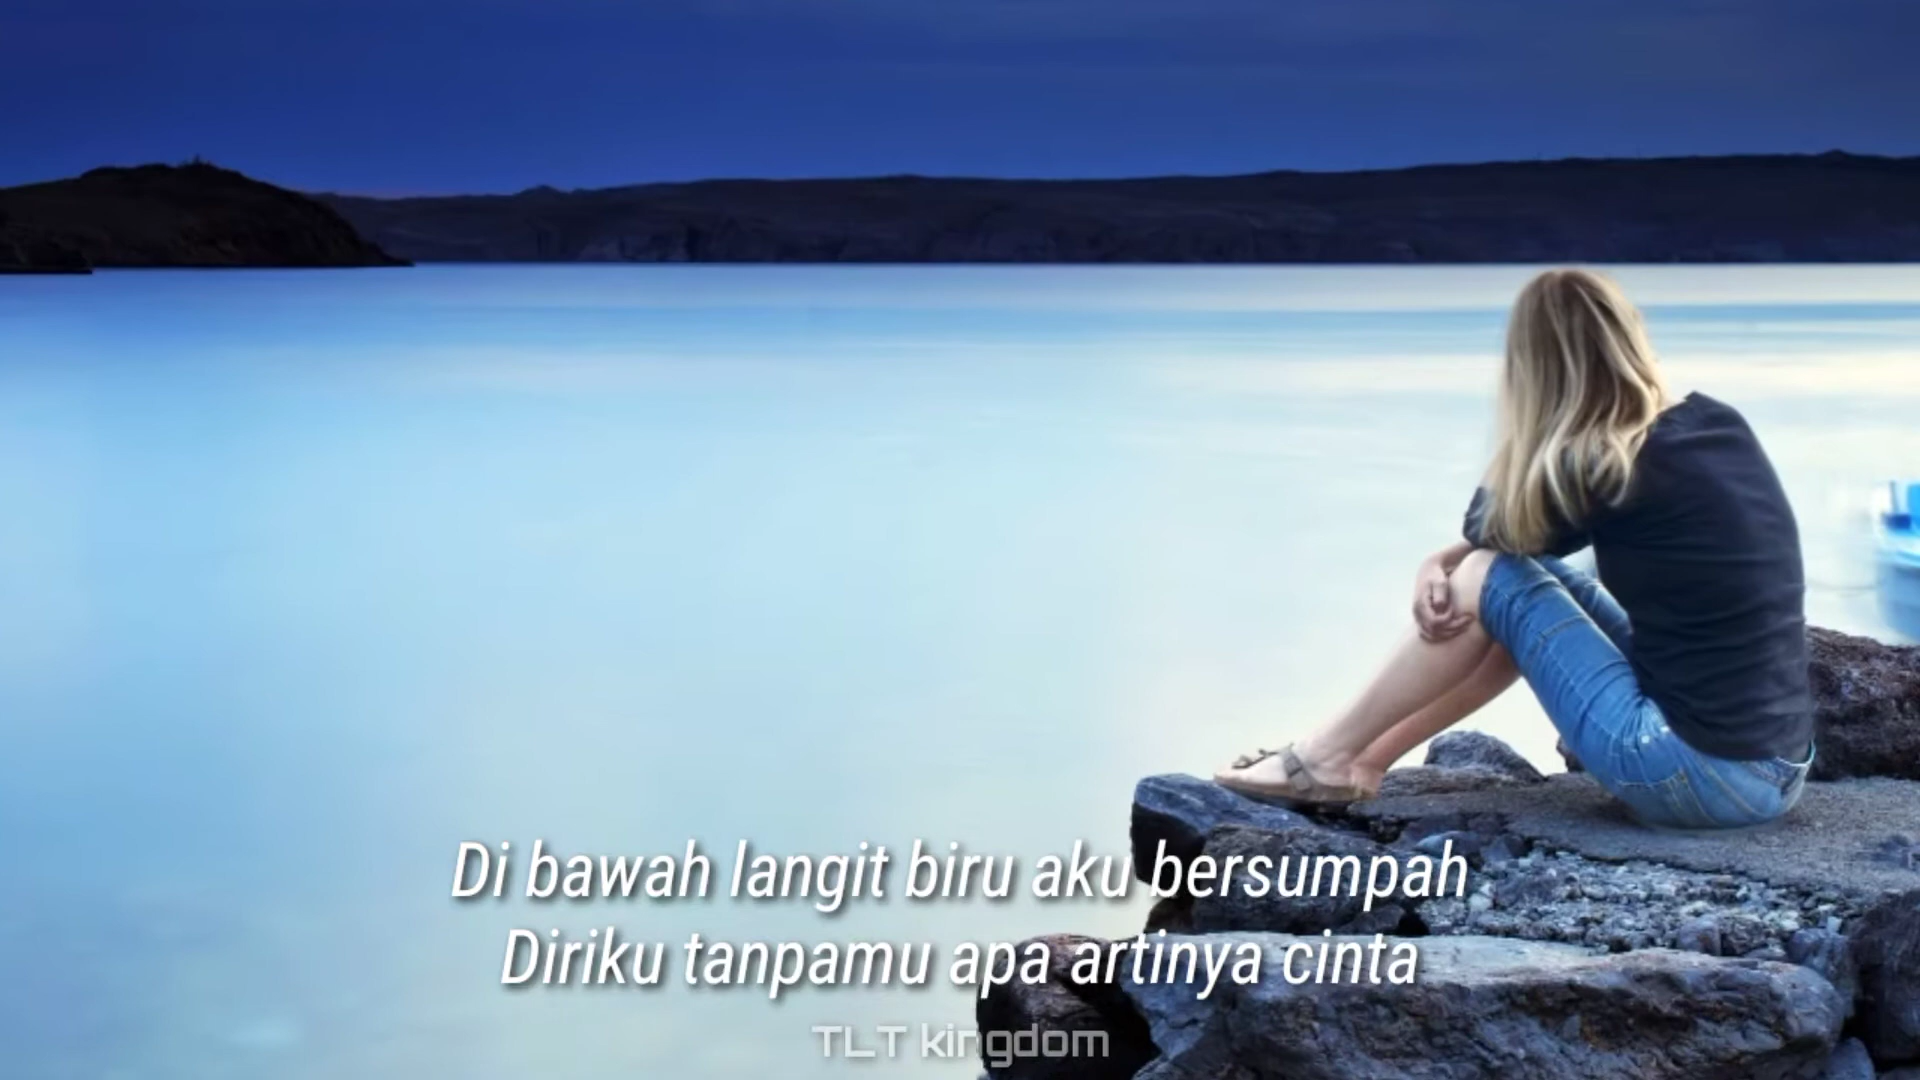 Di bawah langit biru aku bersumpah
Diriku tanpamu apa artinya cinta
TLT kingdom